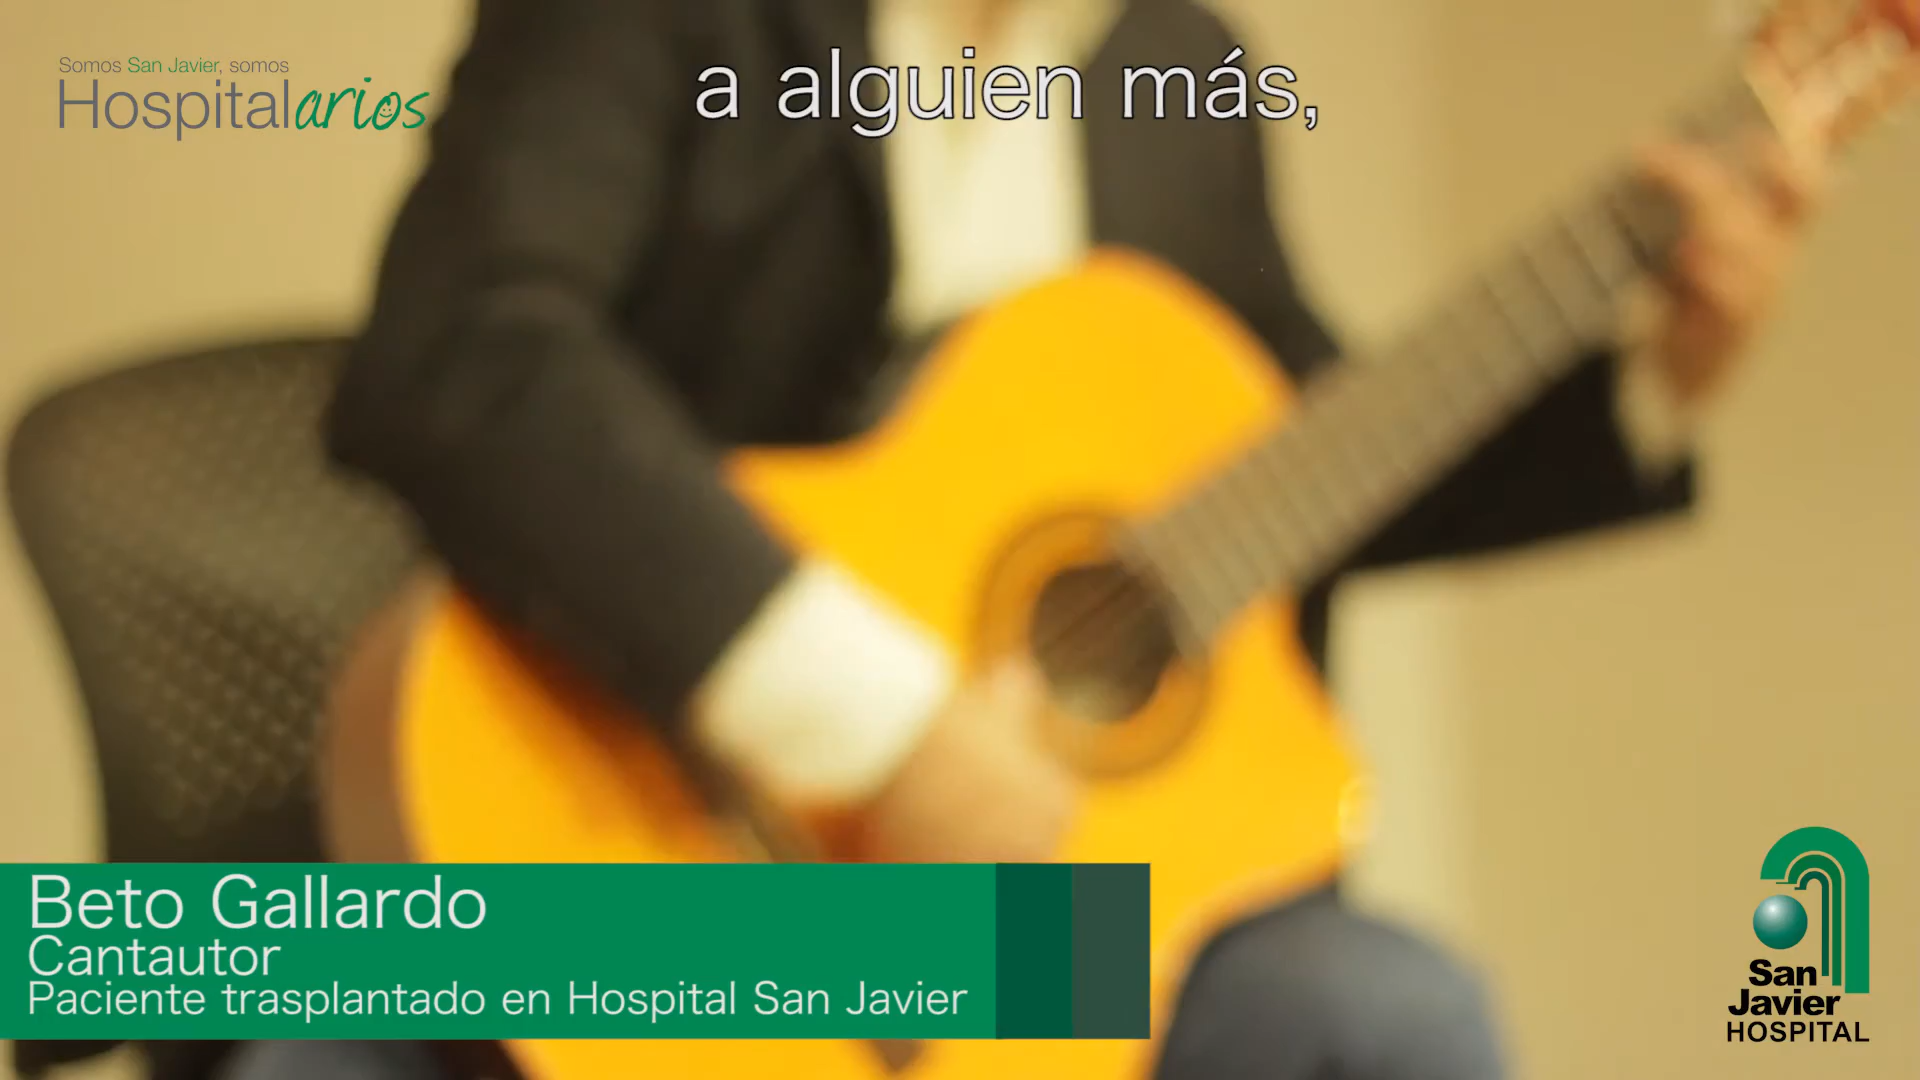 Somos San Javier, somos
Hospitalarios
a alguien más,
Beto Gallardo
Cantautor
Paciente trasplantado en Hospital San Javier
San
Javier
HOSPITAL